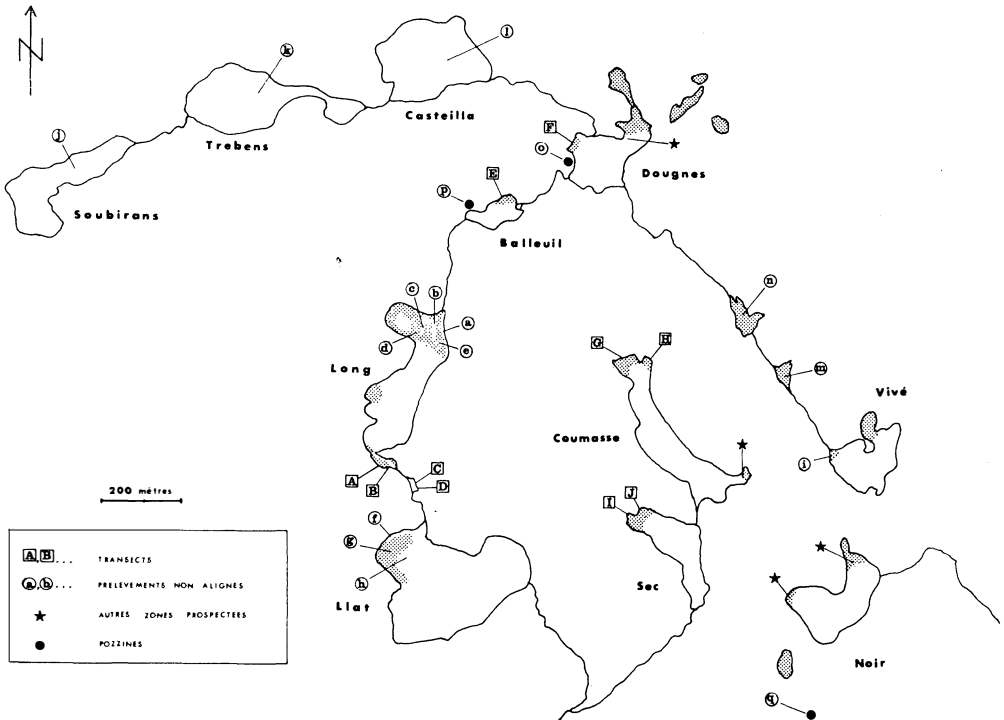 N
k
l
j
Casteilla
Trebens
F
o
Dougnes
Soubirans
p
E
Balleuil
n
c
b
a
d
e
G
H
m
Long
Vivé
Coumasse
i
A
B
C
D
200 mètres
I
J
f
g
h
Sec
Llat
Noir
q
A,B... TRANSECTS
a,b... PRELEVEMENTS NON ALIGNES
★ AUTRES ZONES PROSPECTEES
● POZZINES